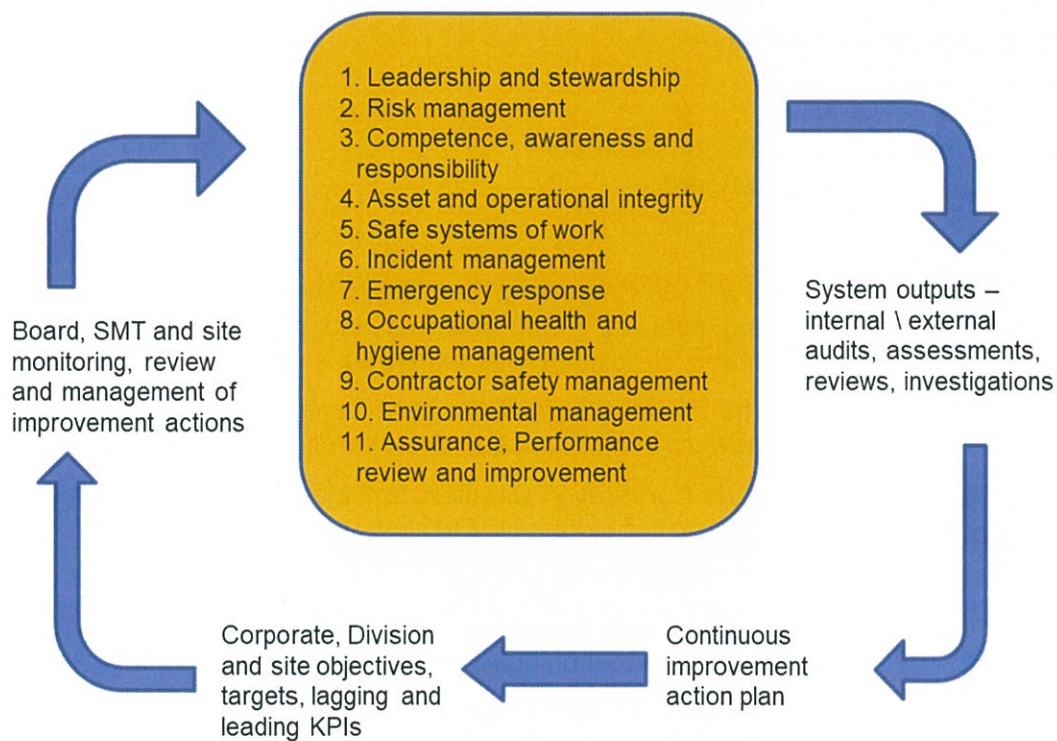 1. Leadership and stewardship
2. Risk management
3. Competence, awareness and
responsibility
4. Asset and operational integrity
5. Safe systems of work
6. Incident management
7. Emergency response
8. Occupational health and
hygiene management
9. Contractor safety management
10. Environmental management
11. Assurance, Performance
review and improvement
System outputs –
internal \ external
audits, assessments,
reviews, investigations
Continuous
improvement
action plan
Corporate, Division
and site objectives,
targets, lagging and
leading KPIs
Board, SMT and site
monitoring, review
and management of
improvement actions